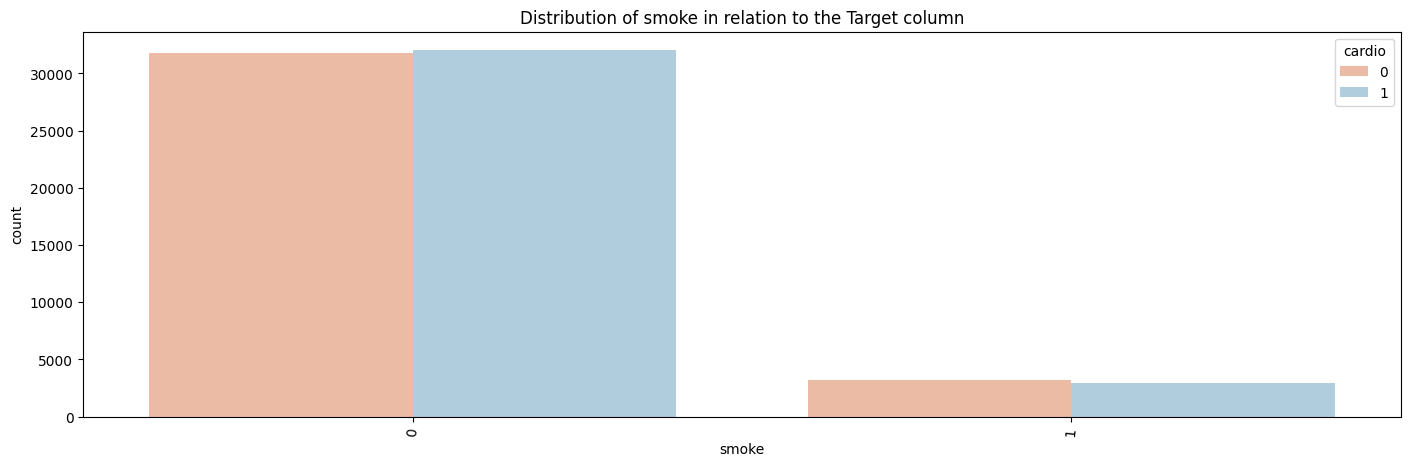 Distribution of smoke in relation to the Target column
cardio
0
1
30000
25000
20000
15000
10000
5000
0
count
0
1
smoke